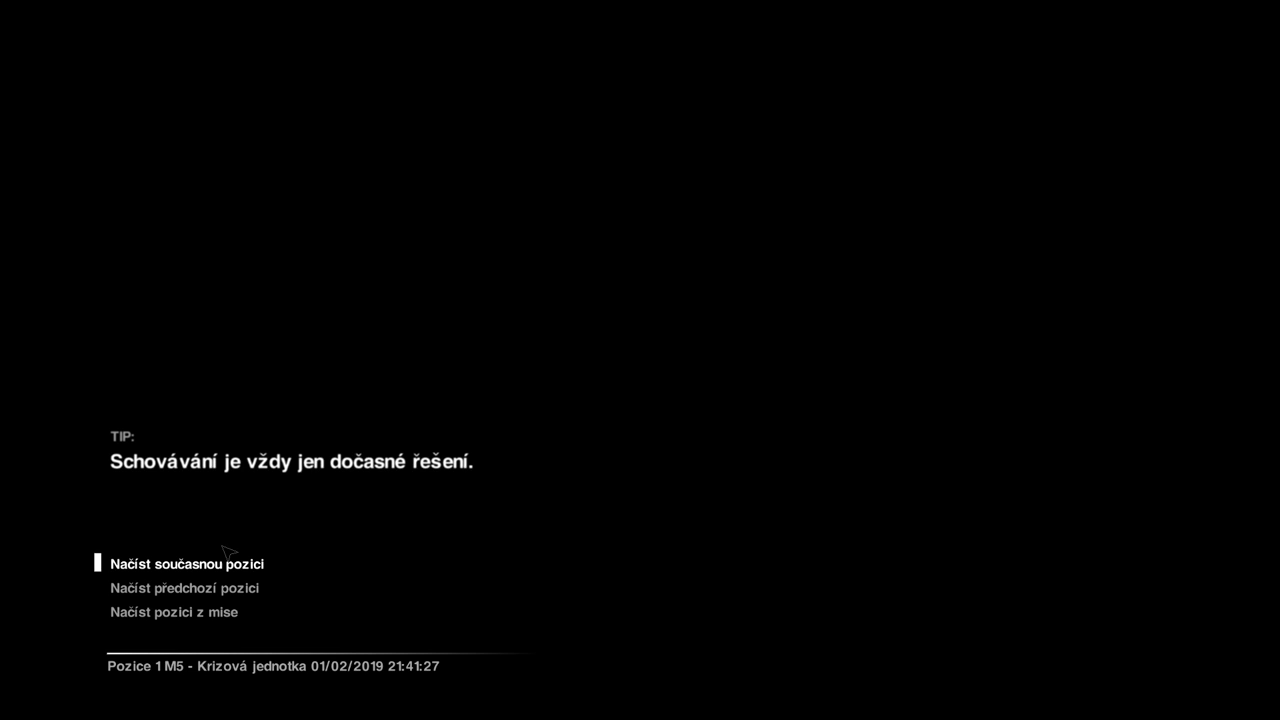 TIP:
Schovávání je vždy jen dočasné řešení.
Načíst současnou pozici
Načíst předchozí pozici
Načíst pozici z mise
Pozice 1 M5 - Krizová jednotka 01/02/2019 21:41:27